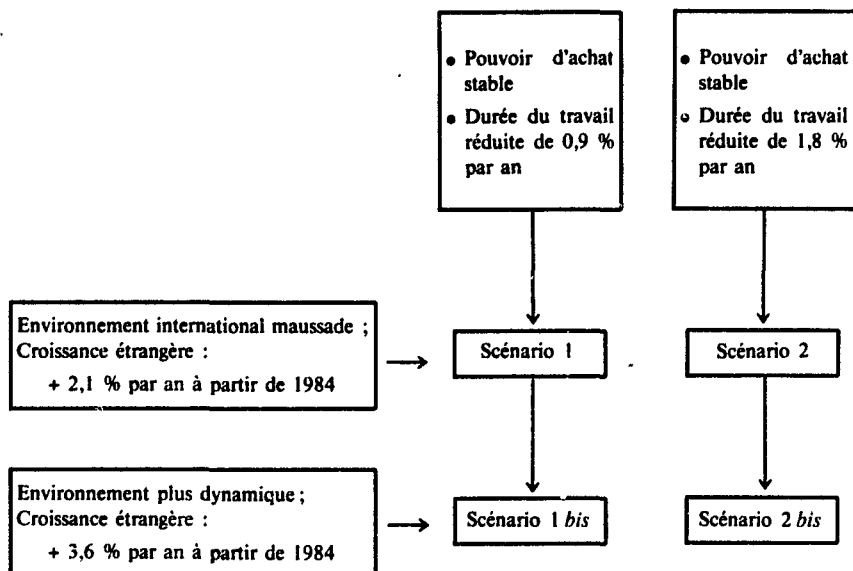 • Pouvoir d'achat
stable
• Durée du travail
réduite de 0,9 %
par an
• Pouvoir d'achat
stable
• Durée du travail
réduite de 1,8 %
par an
Environnement international maussade ;
Croissance étrangère :
+ 2,1 % par an à partir de 1984
Scénario 1
Scénario 2
Environnement plus dynamique ;
Croissance étrangère :
+ 3,6 % par an à partir de 1984
Scénario 1 bis
Scénario 2 bis